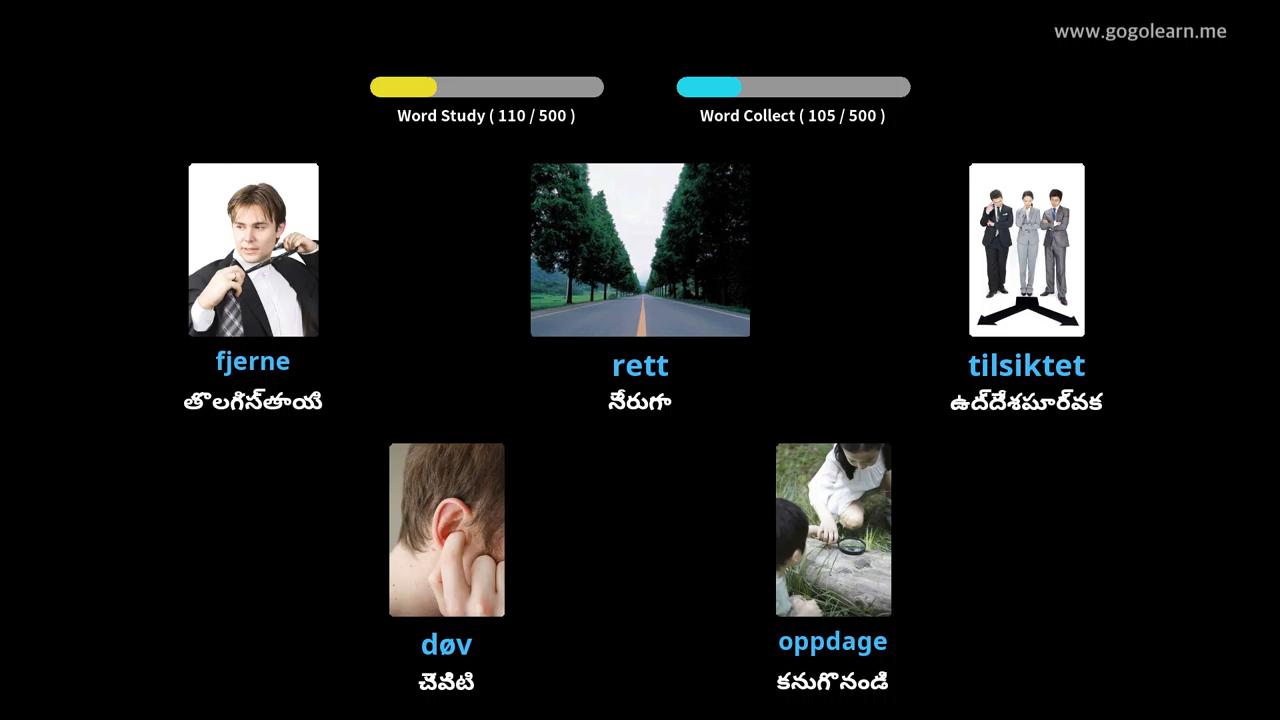 www.gogolearn.me
Word Study ( 110 / 500 )
Word Collect ( 105 / 500 )
fjerne
తొలగిస్తాయి
rett
నేరుగా
tilsiktet
ఉద్దేశపూర్వక
døv
చెవిటి
oppdage
కనుగొనండి